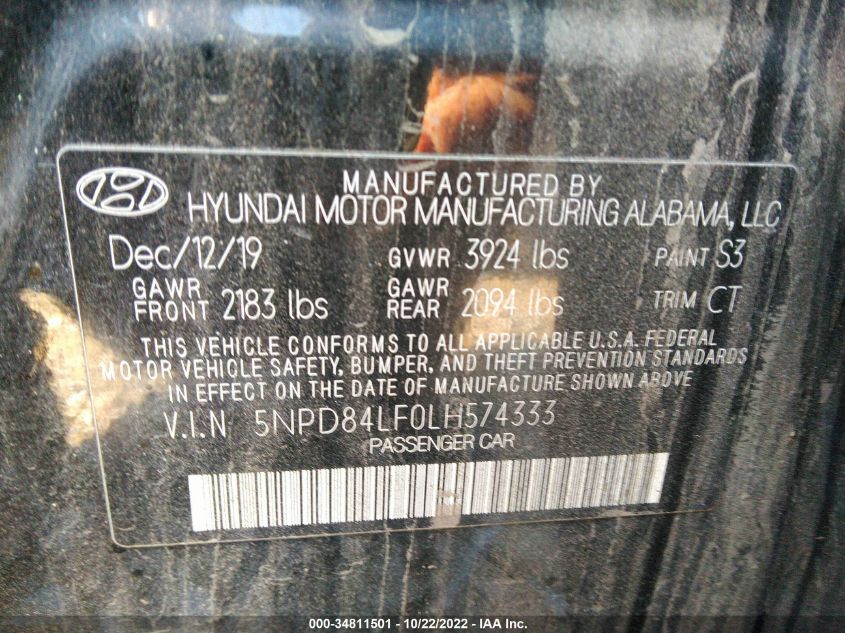 MANUFACTURED BY
HYUNDAI MOTOR MANUFACTURING ALABAMA, LLC
Dec/12/19 GVWR 3924 lbs PAINT S3
GAWR FRONT 2183 lbs GAWR REAR 2094 lbs TRIM CT
THIS VEHICLE CONFORMS TO ALL APPLICABLE U.S.A. FEDERAL
MOTOR VEHICLE SAFETY, BUMPER, AND THEFT PREVENTION STANDARDS
IN EFFECT ON THE DATE OF MANUFACTURE SHOWN ABOVE
V.I.N 5NPD84LF0LH574333
PASSENGER CAR
000-34811501 - 10/22/2022 - IAA Inc.